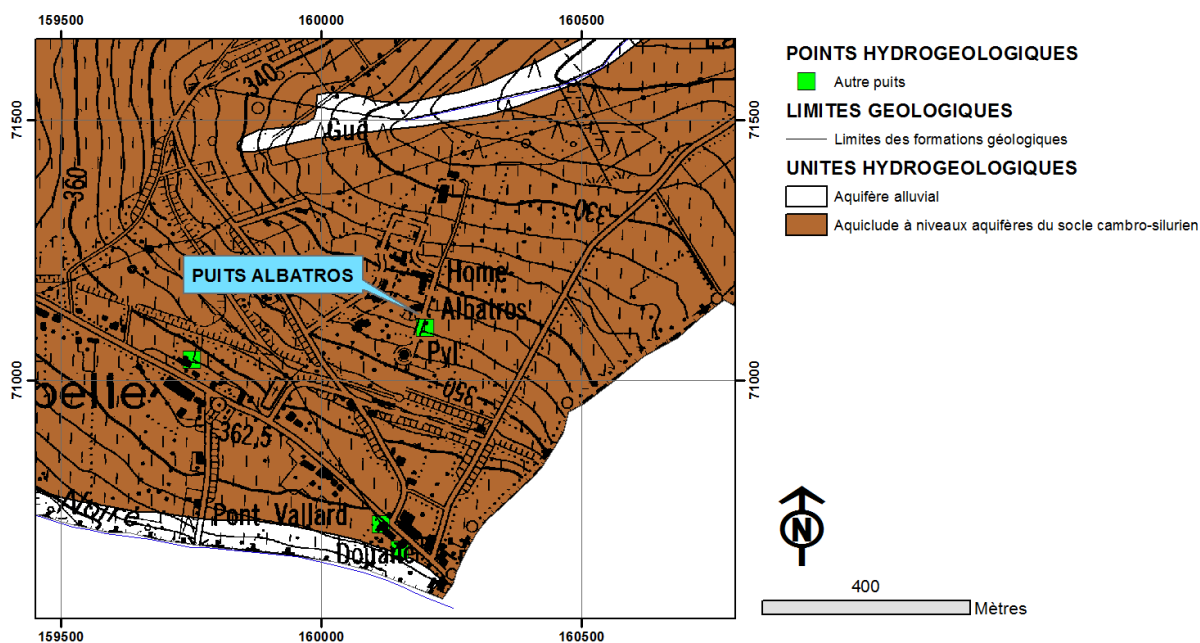 159500
160000
160500
71500
71500
340
Gué
360
330
PUITS ALBATROS
Home
Albatros
Pyl
71000
71000
350
belle
362,5
Noire
Pont Vallard
Douane
159500
160000
160500
POINTS HYDROGEOLOGIQUES
Autre puits
LIMITES GEOLOGIQUES
Limites des formations géologiques
UNITES HYDROGEOLOGIQUES
Aquifère alluvial
Aquiclude à niveaux aquifères du socle cambro-silurien
N
400
Mètres